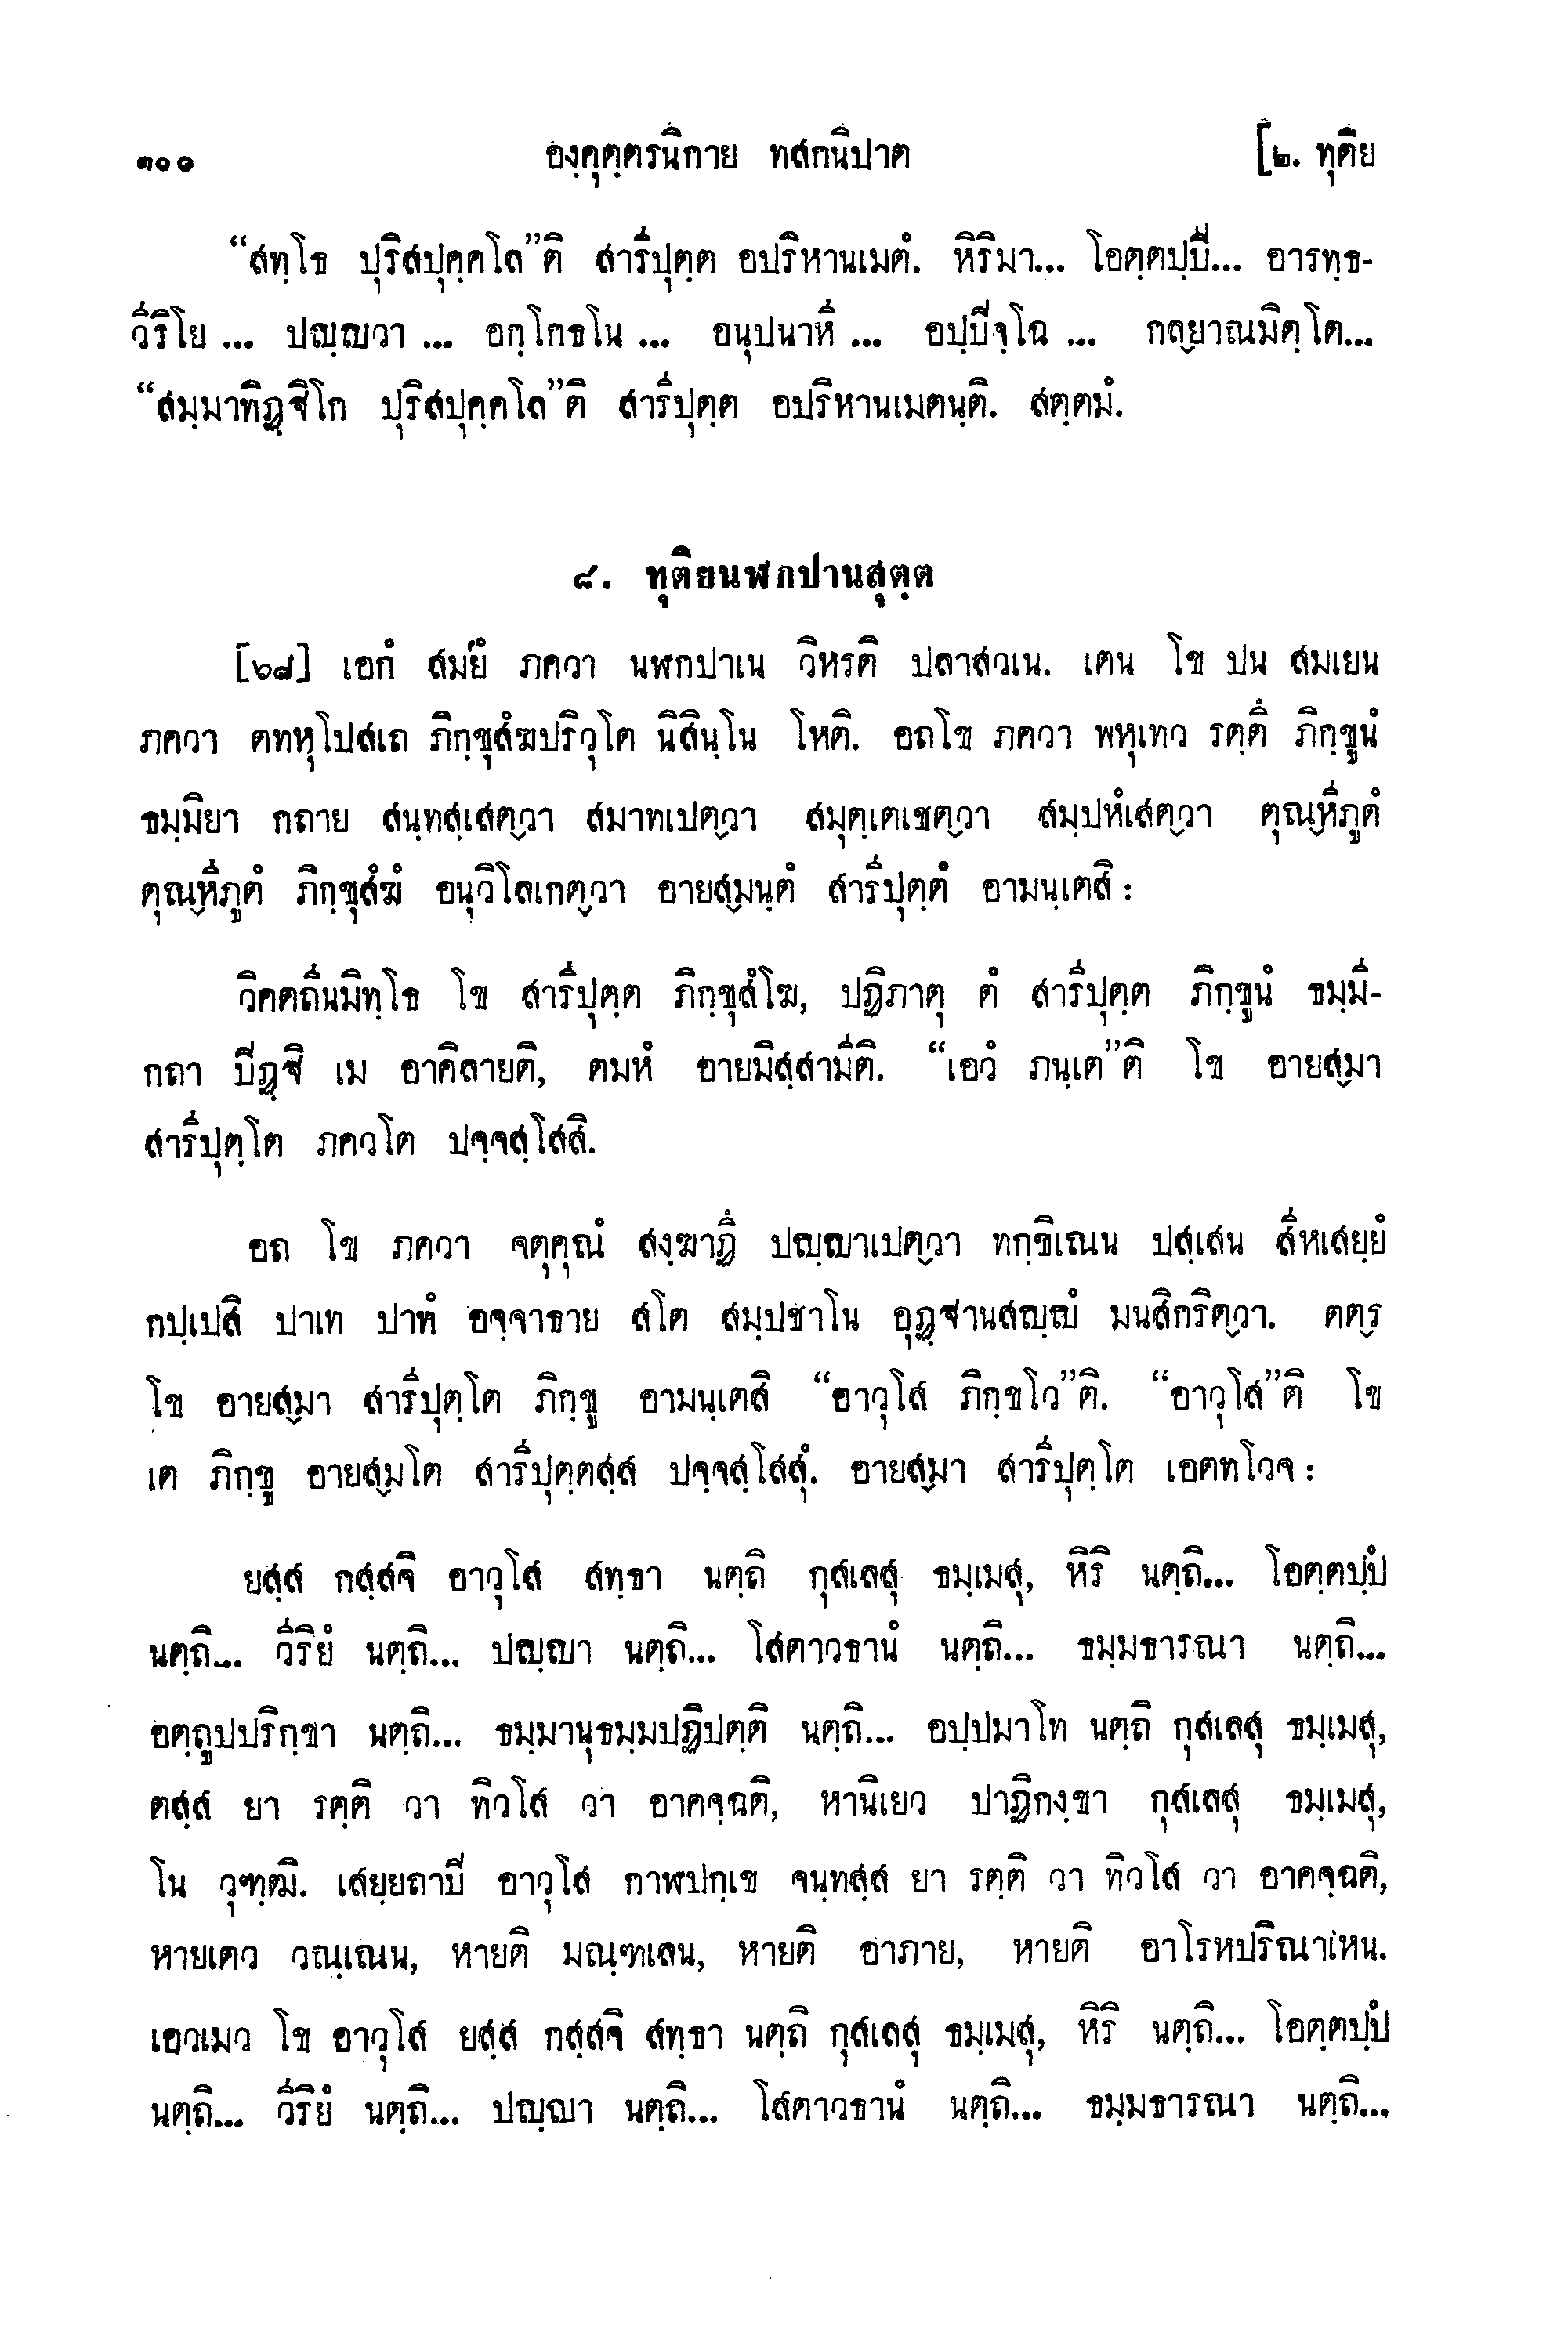 ๑๐๐ องฺคุตฺตรนิกาย ทสกนิปาต [๒. ทุติย
“สทฺโธ ปุริสปุคฺคโล”ติ สารีปุตฺต อปริหานเมตํ. หิริมา... โอตฺตปฺปี... อารทฺธ-
วีริโย ... ปญฺญวา ... อกฺโกธโน ... อนุปนาหี ... อปฺปิจฺโฉ ... กลฺยาณมิตฺโต...
“สมฺมาทิฏฺฐิโก ปุริสปุคฺคโล”ติ สารีปุตฺต อปริหานเมตนฺติ. สตฺตมํ.
๘. ทุติยนฬกปานสุตฺต
[๖๘] เอกํ สมยํ ภควา นฬกปาเน วิหรติ ปลาสวเน. เตน โข ปน สมเยน
ภควา ตทหุโปสเถ ภิกฺขุสํฆปริวุโต นิสินฺโน โหติ. อถโข ภควา พหุเทว รตฺตึ ภิกฺขูนํ
ธมฺมิยา กถาย สนฺทสฺเสตฺวา สมาทเปตฺวา สมุตฺเตเชตฺวา สมฺปหํเสตฺวา ตุณฺหีภูตํ
ตุณฺหีภูตํ ภิกฺขุสํฆํ อนุวิโลเกตฺวา อายสฺมนฺตํ สารีปุตฺตํ อามนฺเตสิ :
วิคตถีนมิทฺโธ โข สารีปุตฺต ภิกฺขุสํโฆ, ปฏิภาตุ ตํ สารีปุตฺต ภิกฺขูนํ ธมฺมี-
กถา ปิฏฺฐิ เม อาคิลายติ, ตมหํ อายมิสฺสามีติ. “เอวํ ภนฺเต”ติ โข อายสฺมา
สารีปุตฺโต ภควโต ปจฺจสฺโสสิ.
อถ โข ภควา จตุคุณํ สงฺฆาฏึ ปญฺญาเปตฺวา ทกฺขิเณน ปสฺเสน สีหเสยฺยํ
กปฺเปสิ ปาเท ปาทํ อจฺจาธาย สโต สมฺปชาโน อุฏฺฐานสญฺญํ มนสิกริตฺวา. ตตฺร
โข อายสฺมา สารีปุตฺโต ภิกฺขู อามนฺเตสิ “อาวุโส ภิกฺขโว”ติ. “อาวุโส”ติ โข
เต ภิกฺขู อายสฺมโต สารีปุตฺตสฺส ปจฺจสฺโสสุํ. อายสฺมา สารีปุตฺโต เอตทโวจ :
ยสฺส กสฺสจิ อาวุโส สทฺธา นตฺถิ กุสเลสุ ธมฺเมสุ, หิริ นตฺถิ... โอตฺตปฺปํ
นตฺถิ... วีริยํ นตฺถิ... ปญฺญา นตฺถิ... โสตาวธานํ นตฺถิ... ธมฺมธารณา นตฺถิ...
อตฺถูปปริกฺขา นตฺถิ... ธมฺมานุธมฺมปฏิปตฺติ นตฺถิ... อปฺปมาโท นตฺถิ กุสเลสุ ธมฺเมสุ,
ตสฺส ยา รตฺติ วา ทิวโส วา อาคจฺฉติ, หานิเยว ปาฏิกงฺขา กุสเลสุ ธมฺเมสุ,
โน วุฑฺฒิ. เสยฺยถาปิ อาวุโส กาฬปกฺเข จนฺทสฺส ยา รตฺติ วา ทิวโส วา อาคจฺฉติ,
หายเตว วณฺเณน, หายติ มณฺฑเลน, หายติ อาภาย, หายติ อาโรหปริณาเหน.
เอวเมว โข อาวุโส ยสฺส กสฺสจิ สทฺธา นตฺถิ กุสเลสุ ธมฺเมสุ, หิริ นตฺถิ... โอตฺตปฺปํ
นตฺถิ... วีริยํ นตฺถิ... ปญฺญา นตฺถิ... โสตาวธานํ นตฺถิ... ธมฺมธารณา นตฺถิ...